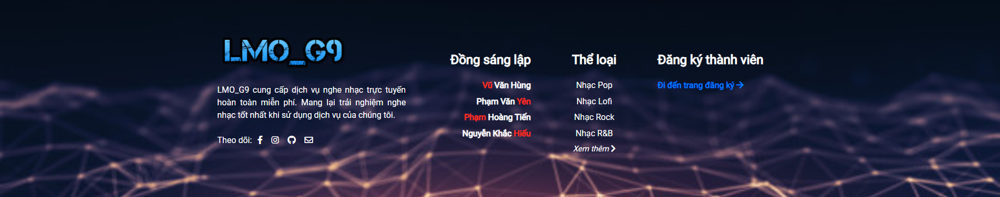 LMO_G9
LMO_G9 cung cấp dịch vụ nghe nhạc trực tuyến
hoàn toàn miễn phí. Mang lại trải nghiệm nghe
nhạc tốt nhất khi sử dụng dịch vụ của chúng tôi.
Theo dõi:
Đồng sáng lập
Vũ Văn Hùng
Phạm Văn Yên
Phạm Hoàng Tiến
Nguyễn Khắc Hiếu
Thể loại
Nhạc Pop
Nhạc Lofi
Nhạc Rock
Nhạc R&B
Xem thêm
Đăng ký thành viên
Đi đến trang đăng ký